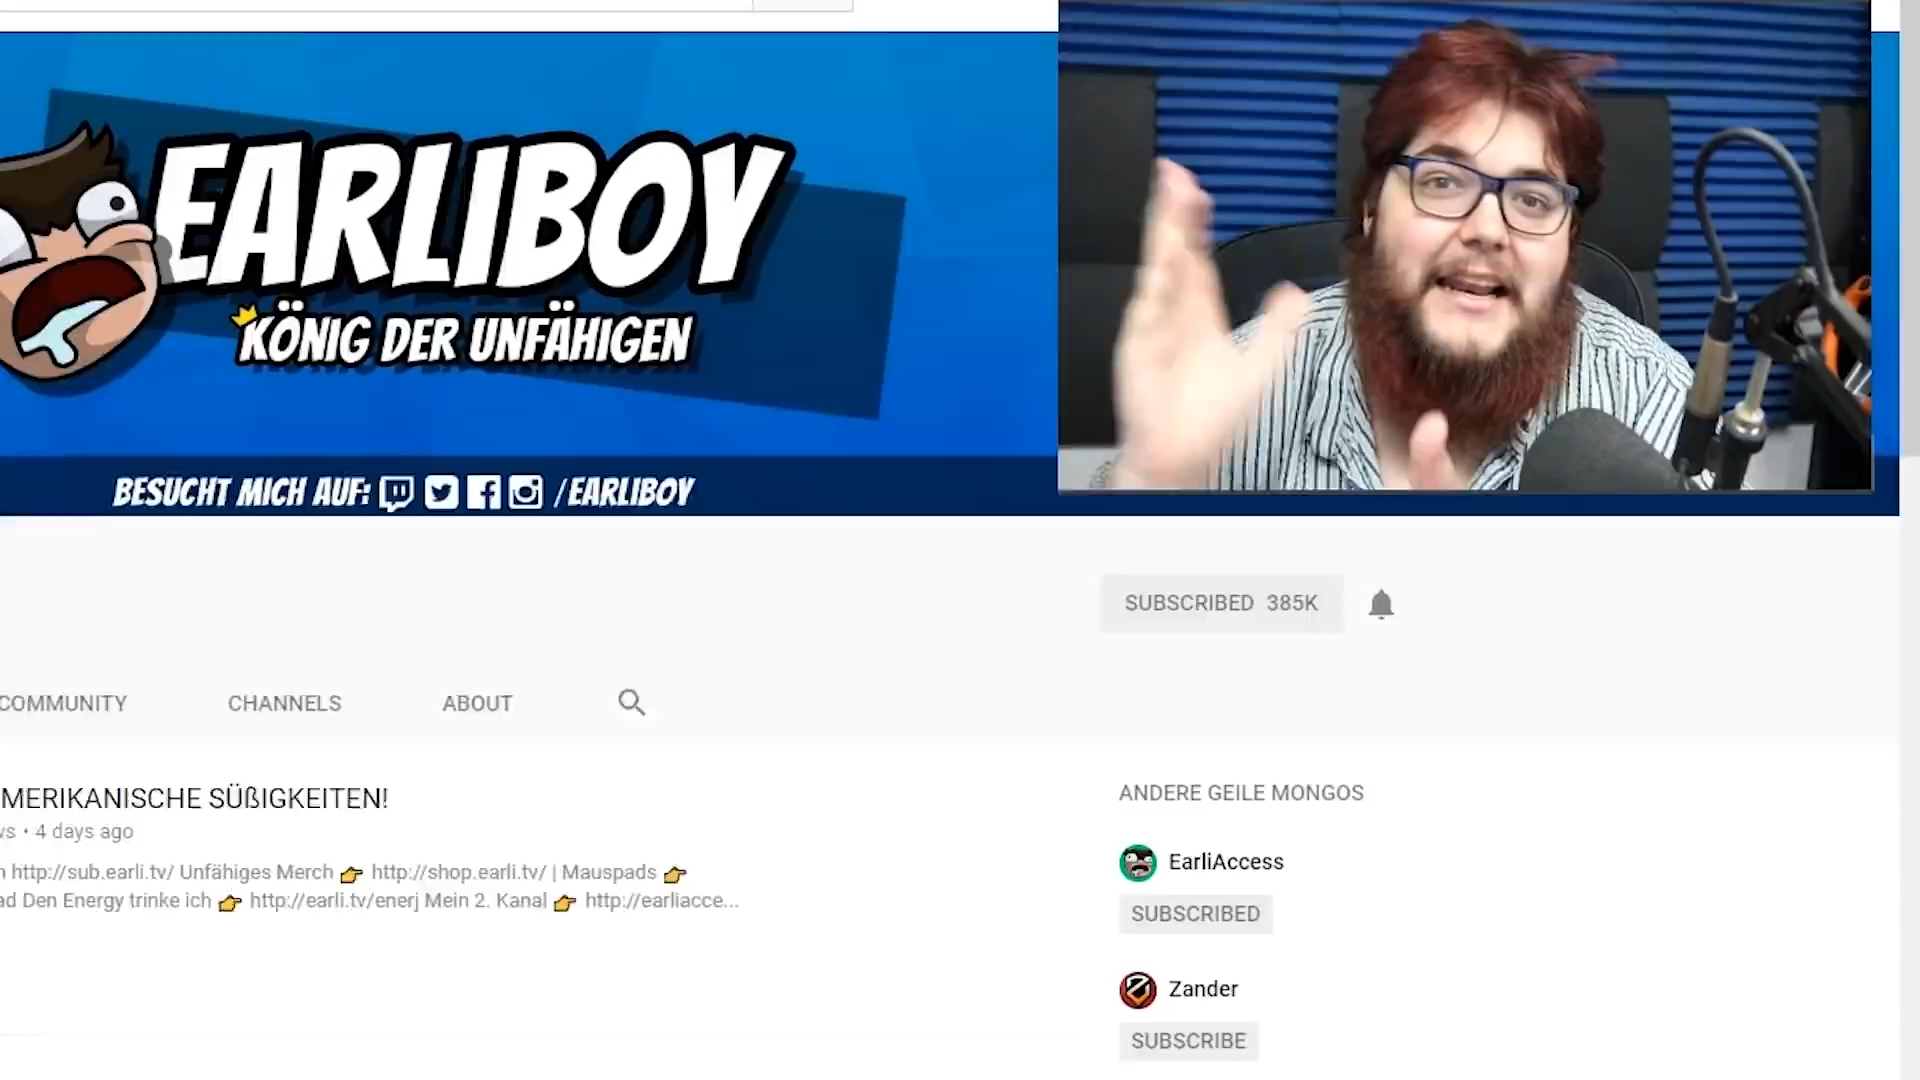 EARLIBOY
KÖNIG DER UNFÄHIGEN
BESUCHT MICH AUF: /EARLIBOY
SUBSCRIBED 385K
COMMUNITY CHANNELS ABOUT
MERIKANISCHE SÜßIGKEITEN!
ws • 4 days ago
n http://sub.earli.tv/ Unfähiges Merch 👉 http://shop.earli.tv/ | Mauspads 👉
ad Den Energy trinke ich 👉 http://earli.tv/enerj Mein 2. Kanal 👉 http://earliacce...
ANDERE GEILE MONGOS
EarliAccess
SUBSCRIBED
Zander
SUBSCRIBE